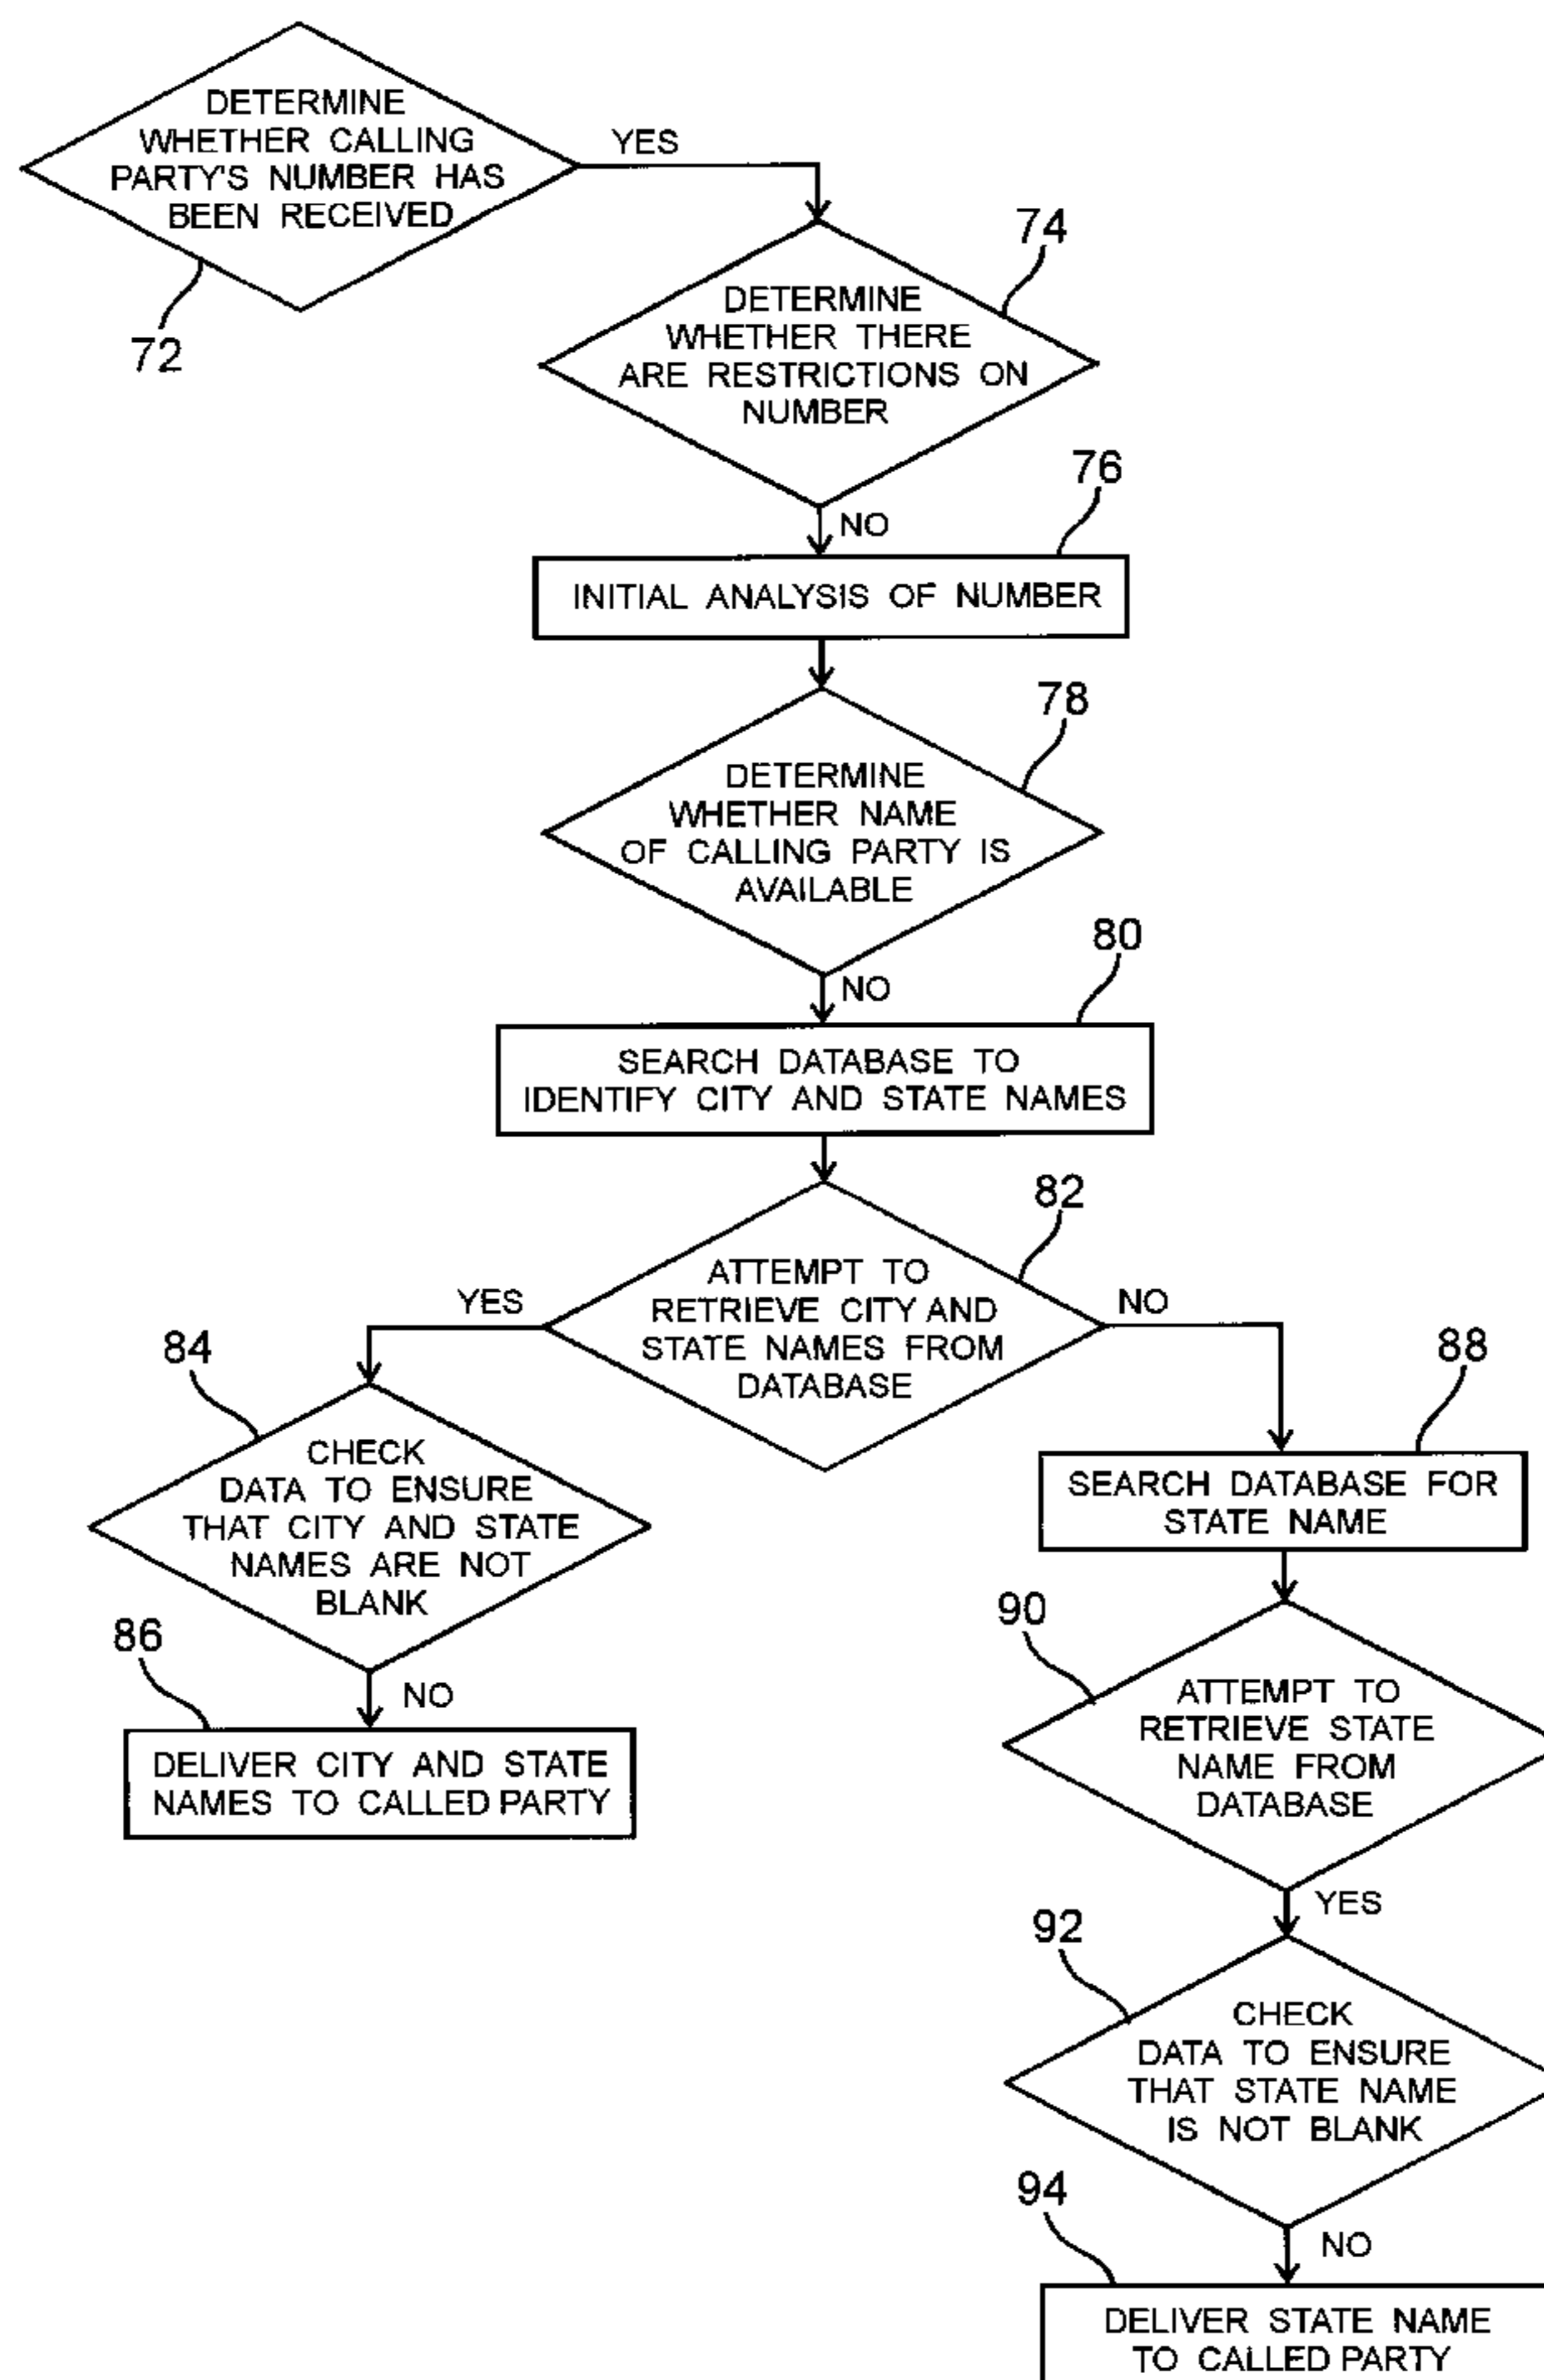 DETERMINE
WHETHER CALLING
PARTY'S NUMBER HAS
BEEN RECEIVED
YES
72
74
DETERMINE
WHETHER THERE
ARE RESTRICTIONS ON
NUMBER
NO
76
INITIAL ANALYSIS OF NUMBER
78
DETERMINE
WHETHER NAME
OF CALLING PARTY IS
AVAILABLE
NO
80
SEARCH DATABASE TO
IDENTIFY CITY AND STATE NAMES
82
ATTEMPT TO
RETRIEVE CITY AND
STATE NAMES FROM
DATABASE
YES
NO
84
CHECK
DATA TO ENSURE
THAT CITY AND STATE
NAMES ARE NOT
BLANK
NO
86
DELIVER CITY AND STATE
NAMES TO CALLED PARTY
88
SEARCH DATABASE FOR
STATE NAME
90
ATTEMPT TO
RETRIEVE STATE
NAME FROM
DATABASE
YES
92
CHECK
DATA TO ENSURE
THAT STATE NAME
IS NOT BLANK
NO
94
DELIVER STATE NAME
TO CALLED PARTY